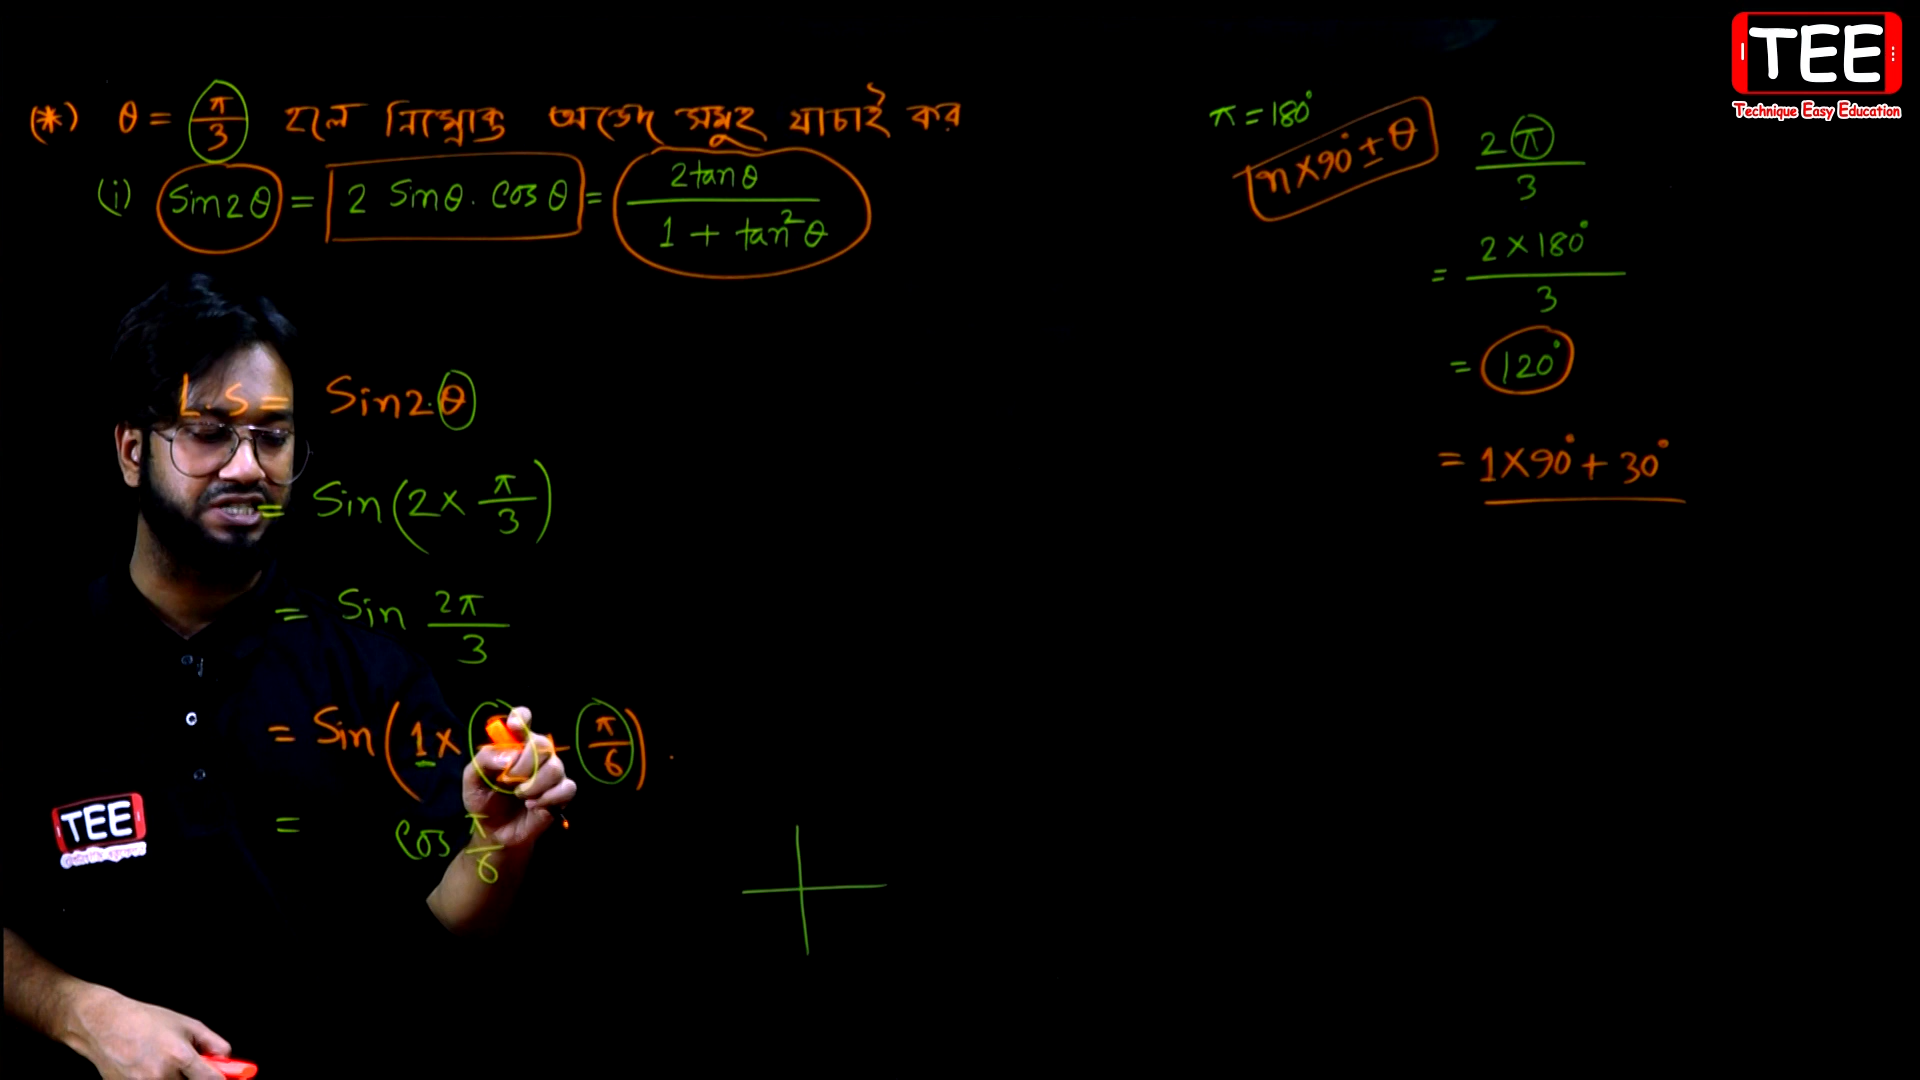 (*) θ = π/3 হলে নিম্নোক্ত অভেদ সমূহ যাচাই কর
(i) Sin2θ = 2 Sinθ. Cosθ = 2tanθ / 1 + tan²θ
L.S = Sin2.θ
= Sin(2 × π/3)
= Sin 2π/3
= Sin(1 × + π/6) .
= Cos π/6
π = 180°
n×90° ± θ
2π/3
= 2×180°/3
= 120°
= 1×90° + 30°
TEE
Technique Easy Education
TEE